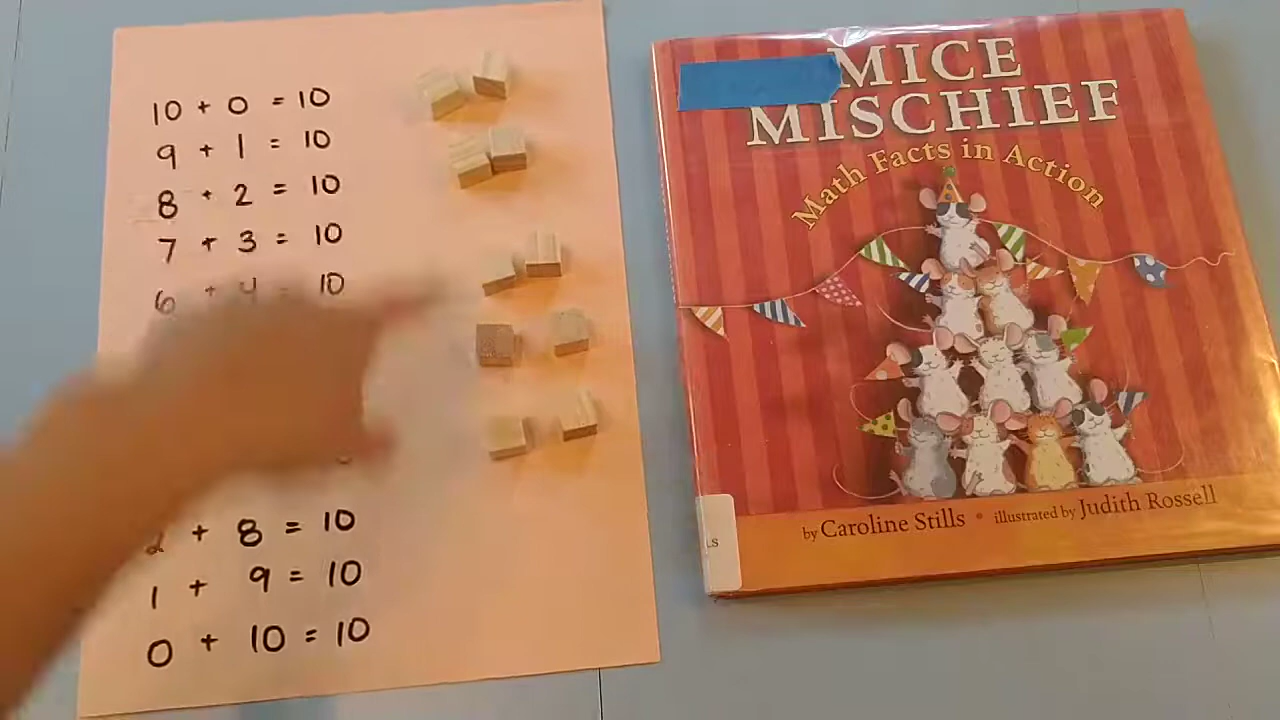 10 + 0 = 10
9 + 1 = 10
8 + 2 = 10
7 + 3 = 10
6 + 4 = 10
2 + 8 = 10
1 + 9 = 10
0 + 10 = 10
MICE
MISCHIEF
Math Facts in Action
by Caroline Stills • illustrated by Judith Rossell